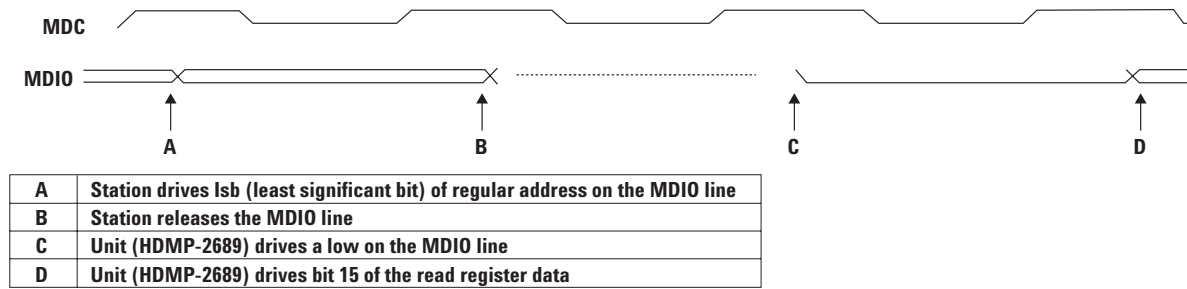 MDC
MDIO
A B C D
A Station drives lsb (least significant bit) of regular address on the MDIO line
B Station releases the MDIO line
C Unit (HDMP-2689) drives a low on the MDIO line
D Unit (HDMP-2689) drives bit 15 of the read register data